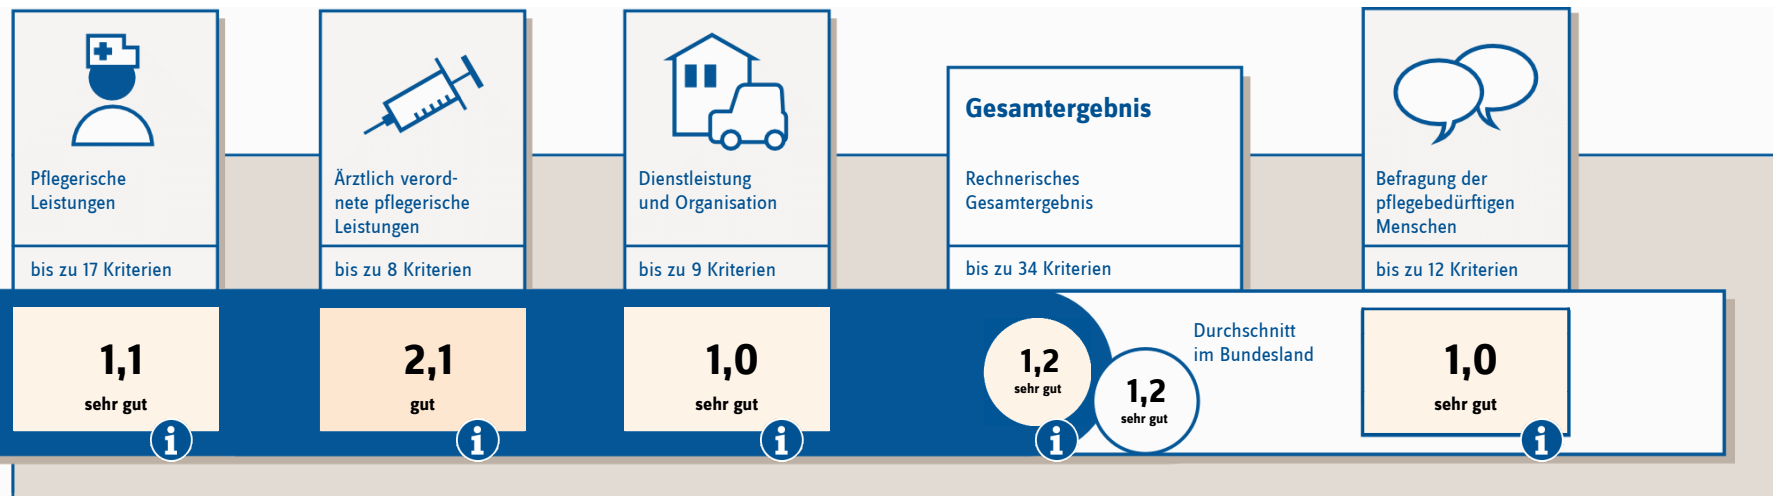 Pflegerische
Leistungen
bis zu 17 Kriterien
1,1
sehr gut
i
Ärztlich verord-
nete pflegerische
Leistungen
bis zu 8 Kriterien
2,1
gut
i
Dienstleistung
und Organisation
bis zu 9 Kriterien
1,0
sehr gut
i
Gesamtergebnis
Rechnerisches
Gesamtergebnis
bis zu 34 Kriterien
1,2
sehr gut
i
1,2
sehr gut
Durchschnitt
im Bundesland
Befragung der
pflegebedürftigen
Menschen
bis zu 12 Kriterien
1,0
sehr gut
i